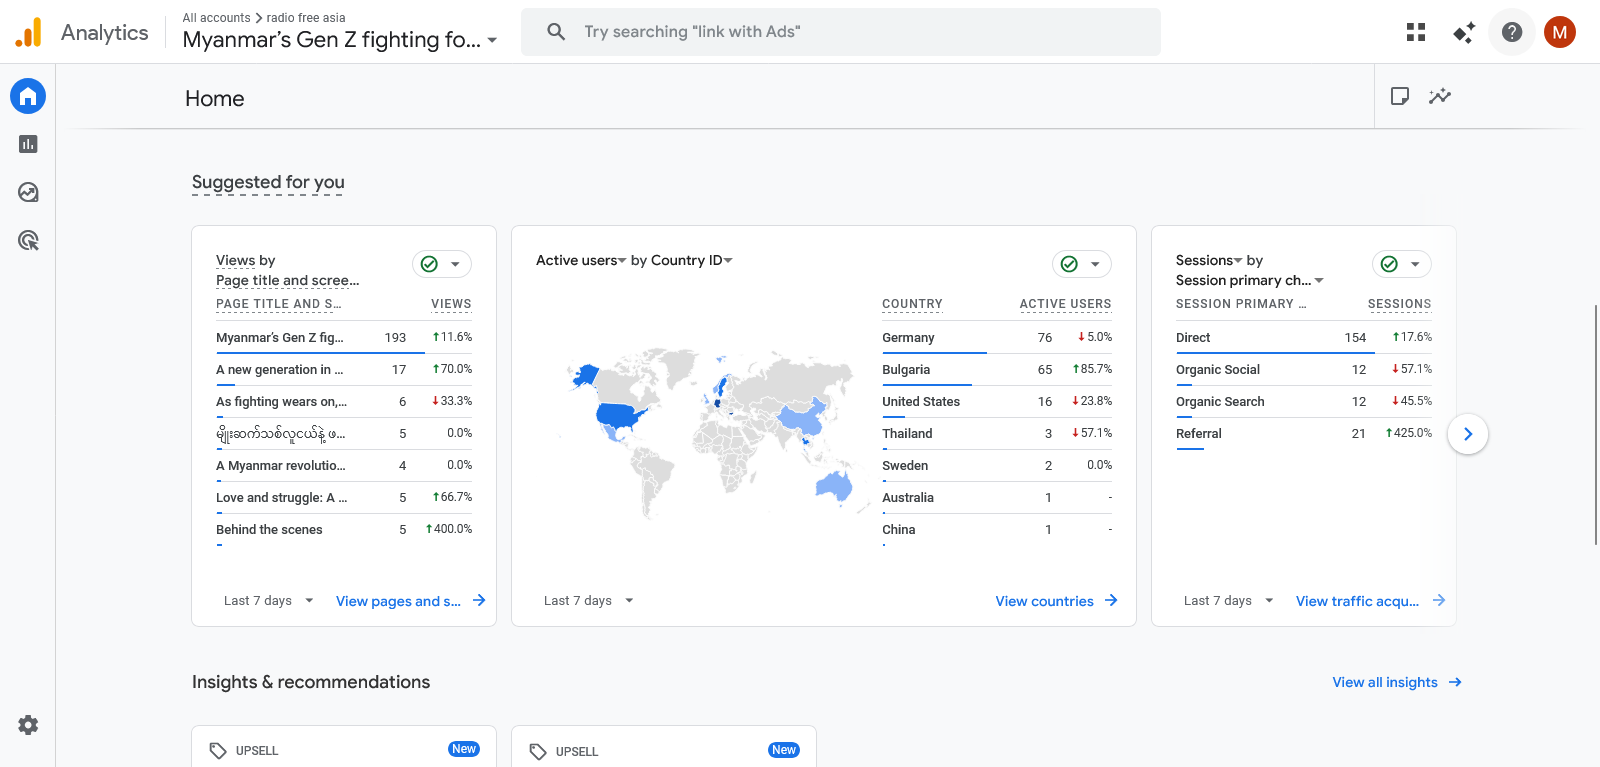 Analytics
All accounts > radio free asia
Myanmar’s Gen Z fighting fo...
Try searching "link with Ads"
M
Home
Suggested for you
Views by
Page title and scree...
PAGE TITLE AND S... VIEWS
Myanmar’s Gen Z fig... 193 ↑11.6%
A new generation in ... 17 ↑70.0%
As fighting wears on,... 6 ↓33.3%
မျိုးဆက်သစ်လူငယ်နဲ့ ဖ... 5 0.0%
A Myanmar revolutio... 4 0.0%
Love and struggle: A ... 5 ↑66.7%
Behind the scenes 5 ↑400.0%
Last 7 days View pages and s... →
Active users by Country ID
COUNTRY ACTIVE USERS
Germany 76 ↓5.0%
Bulgaria 65 ↑85.7%
United States 16 ↓23.8%
Thailand 3 ↓57.1%
Sweden 2 0.0%
Australia 1 -
China 1 -
Last 7 days View countries →
Sessions by
Session primary ch...
SESSION PRIMARY ... SESSIONS
Direct 154 ↑17.6%
Organic Social 12 ↓57.1%
Organic Search 12 ↓45.5%
Referral 21 ↑425.0%
Last 7 days View traffic acqu... →
Insights & recommendations
View all insights →
UPSELL New
UPSELL New